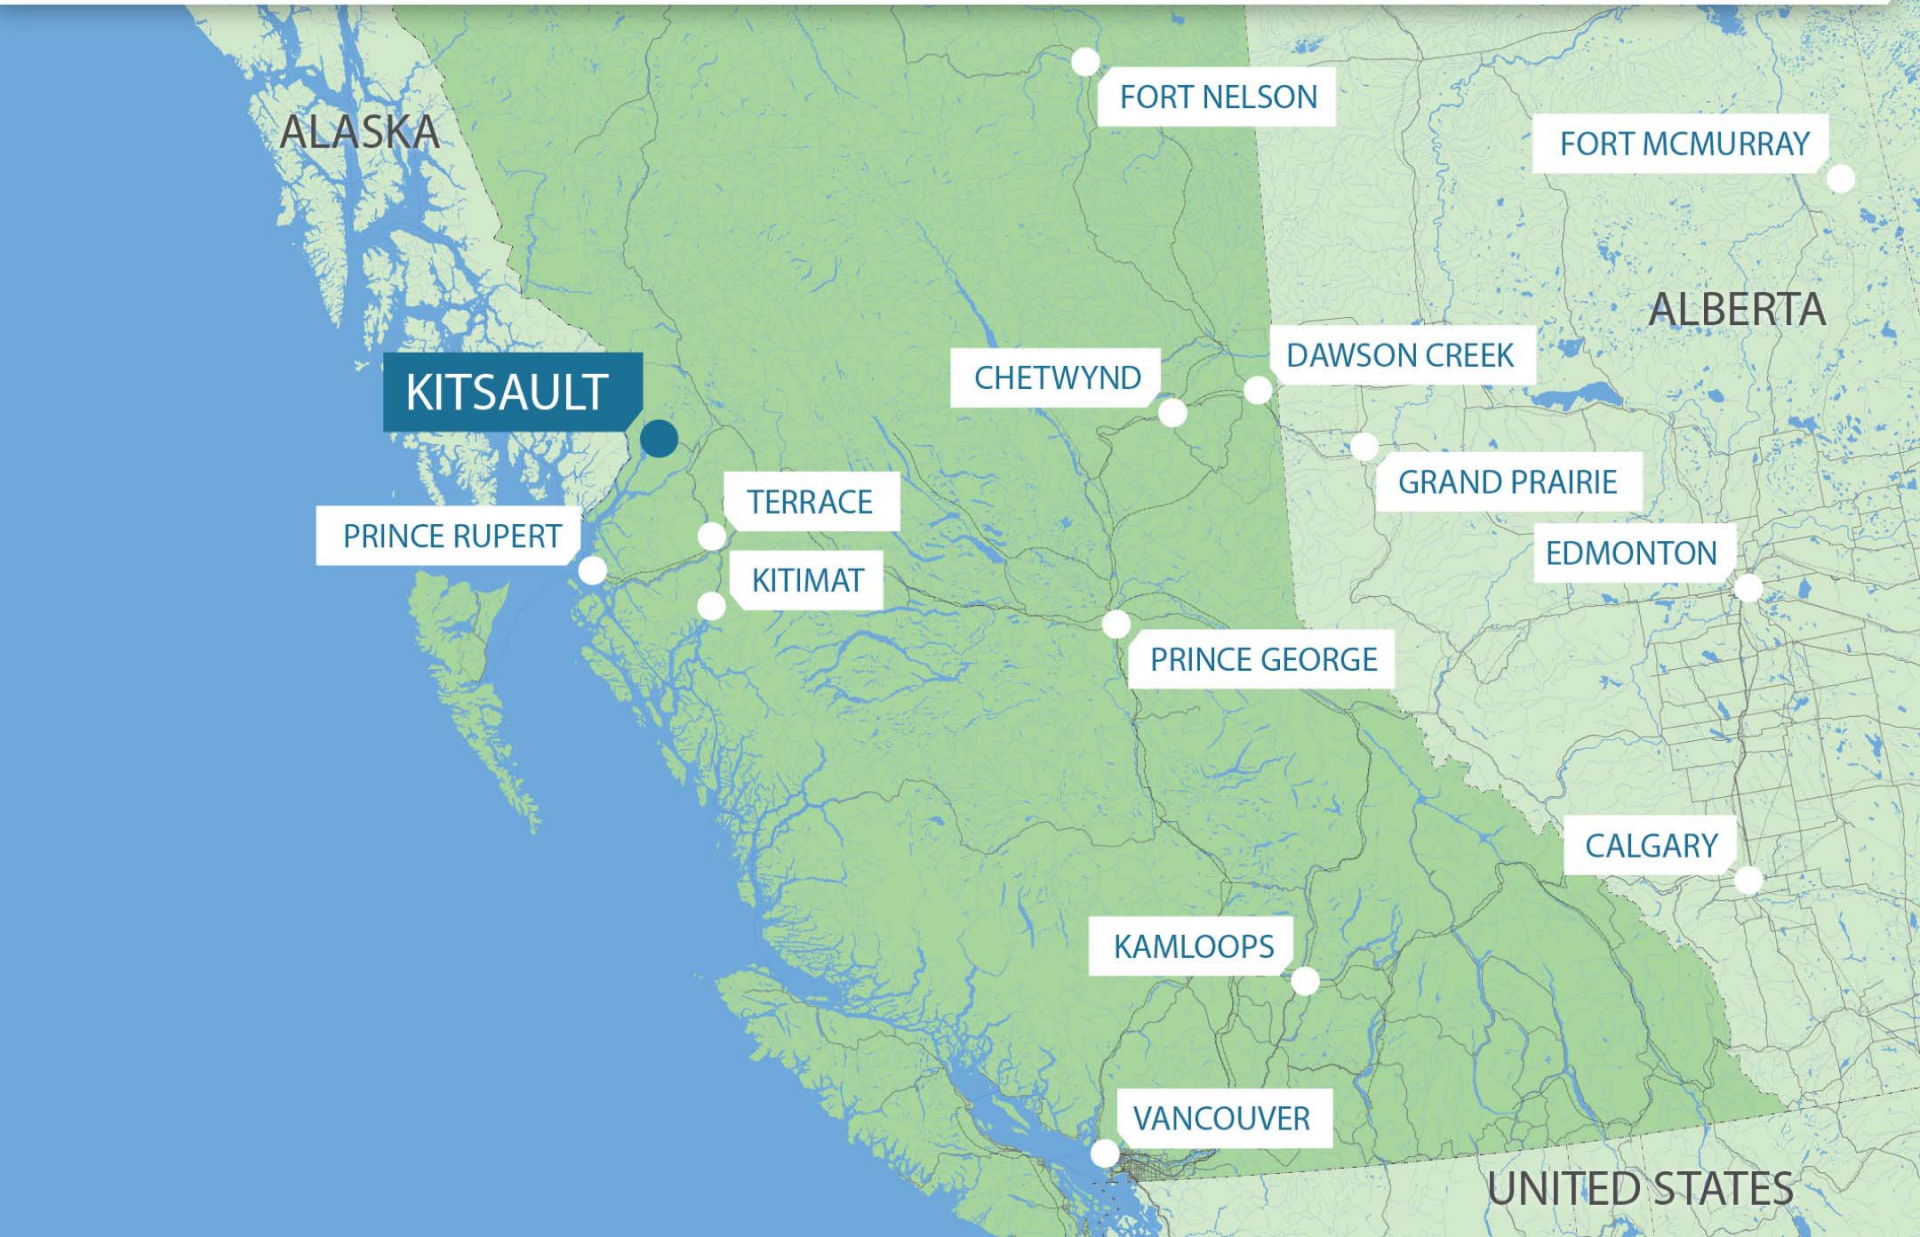 FORT NELSON
ALASKA
FORT MCMURRAY
ALBERTA
DAWSON CREEK
CHETWYND
KITSAULT
GRAND PRAIRIE
TERRACE
PRINCE RUPERT
EDMONTON
KITIMAT
PRINCE GEORGE
CALGARY
KAMLOOPS
VANCOUVER
UNITED STATES